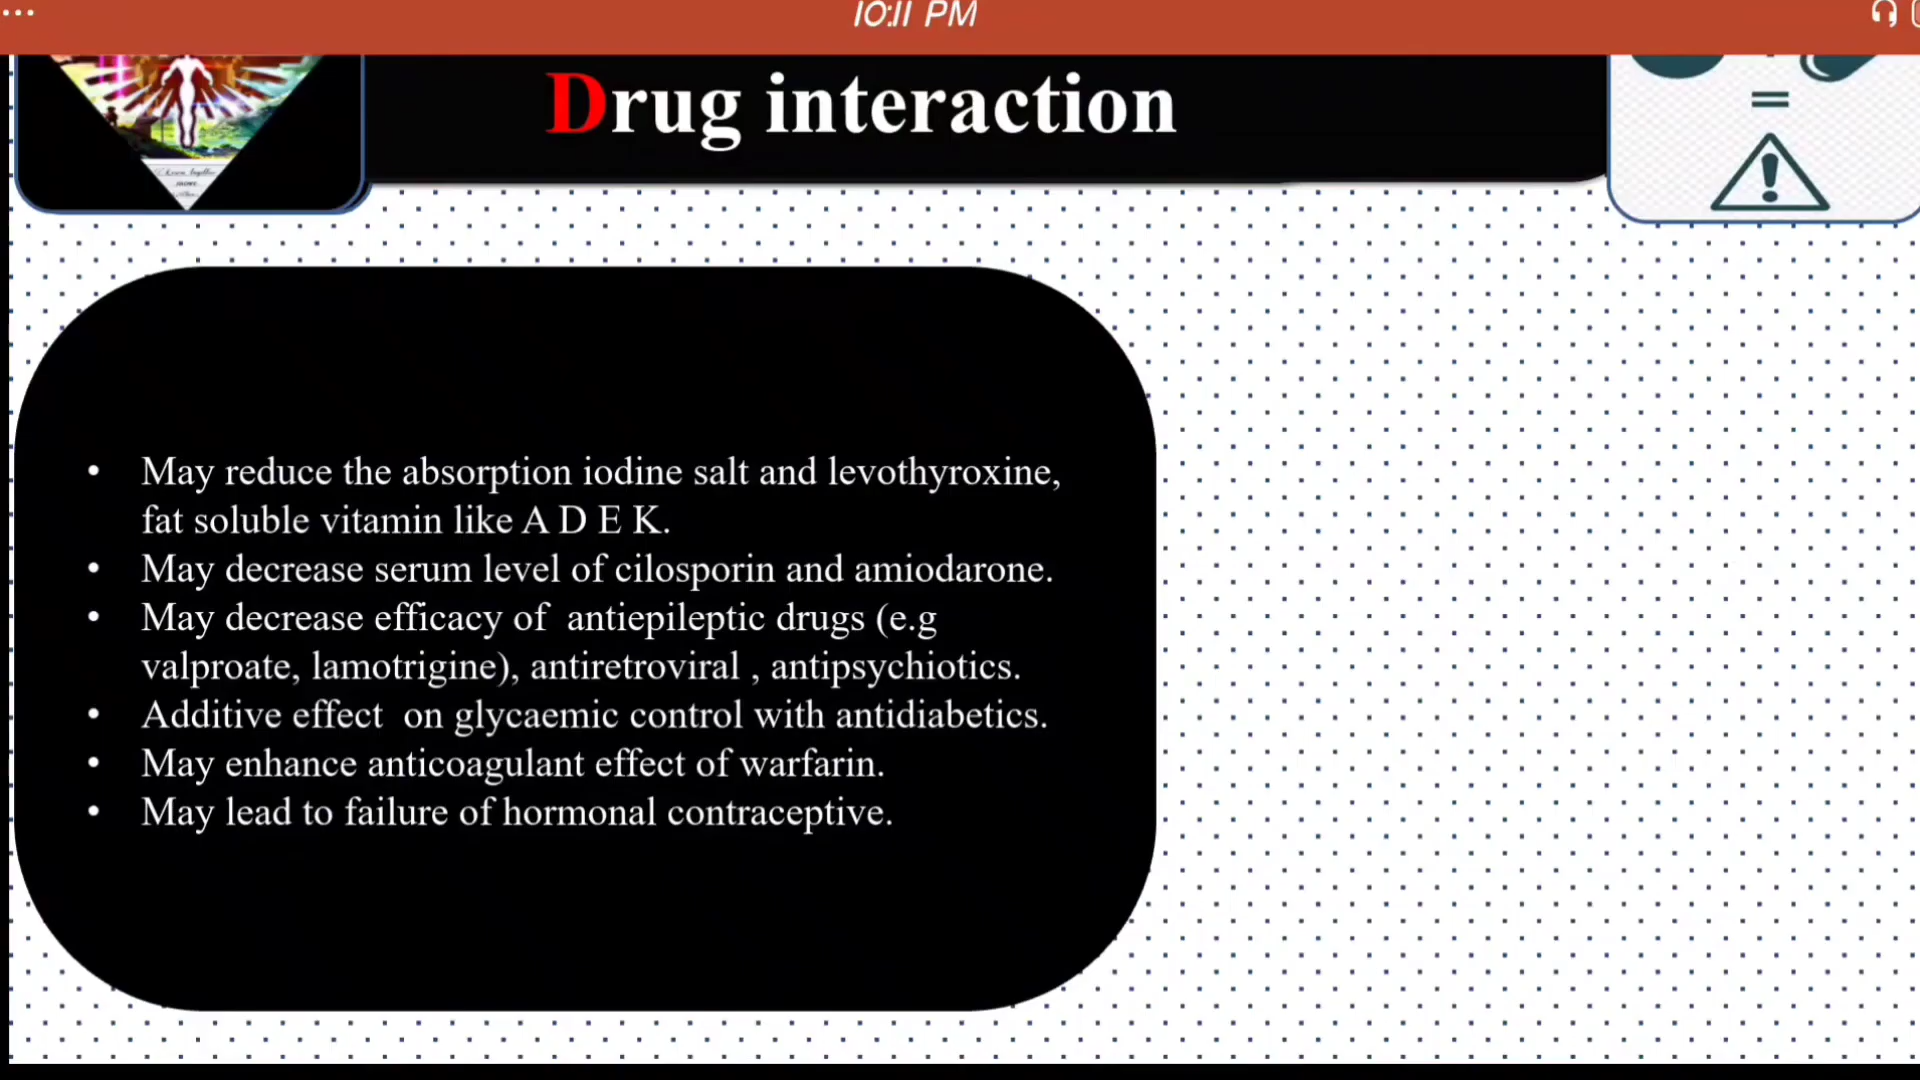 10:11 PM
Drug interaction
• May reduce the absorption iodine salt and levothyroxine,
fat soluble vitamin like A D E K.
• May decrease serum level of cilosporin and amiodarone.
• May decrease efficacy of antiepileptic drugs (e.g
valproate, lamotrigine), antiretroviral , antipsychiotics.
• Additive effect on glycaemic control with antidiabetics.
• May enhance anticoagulant effect of warfarin.
• May lead to failure of hormonal contraceptive.